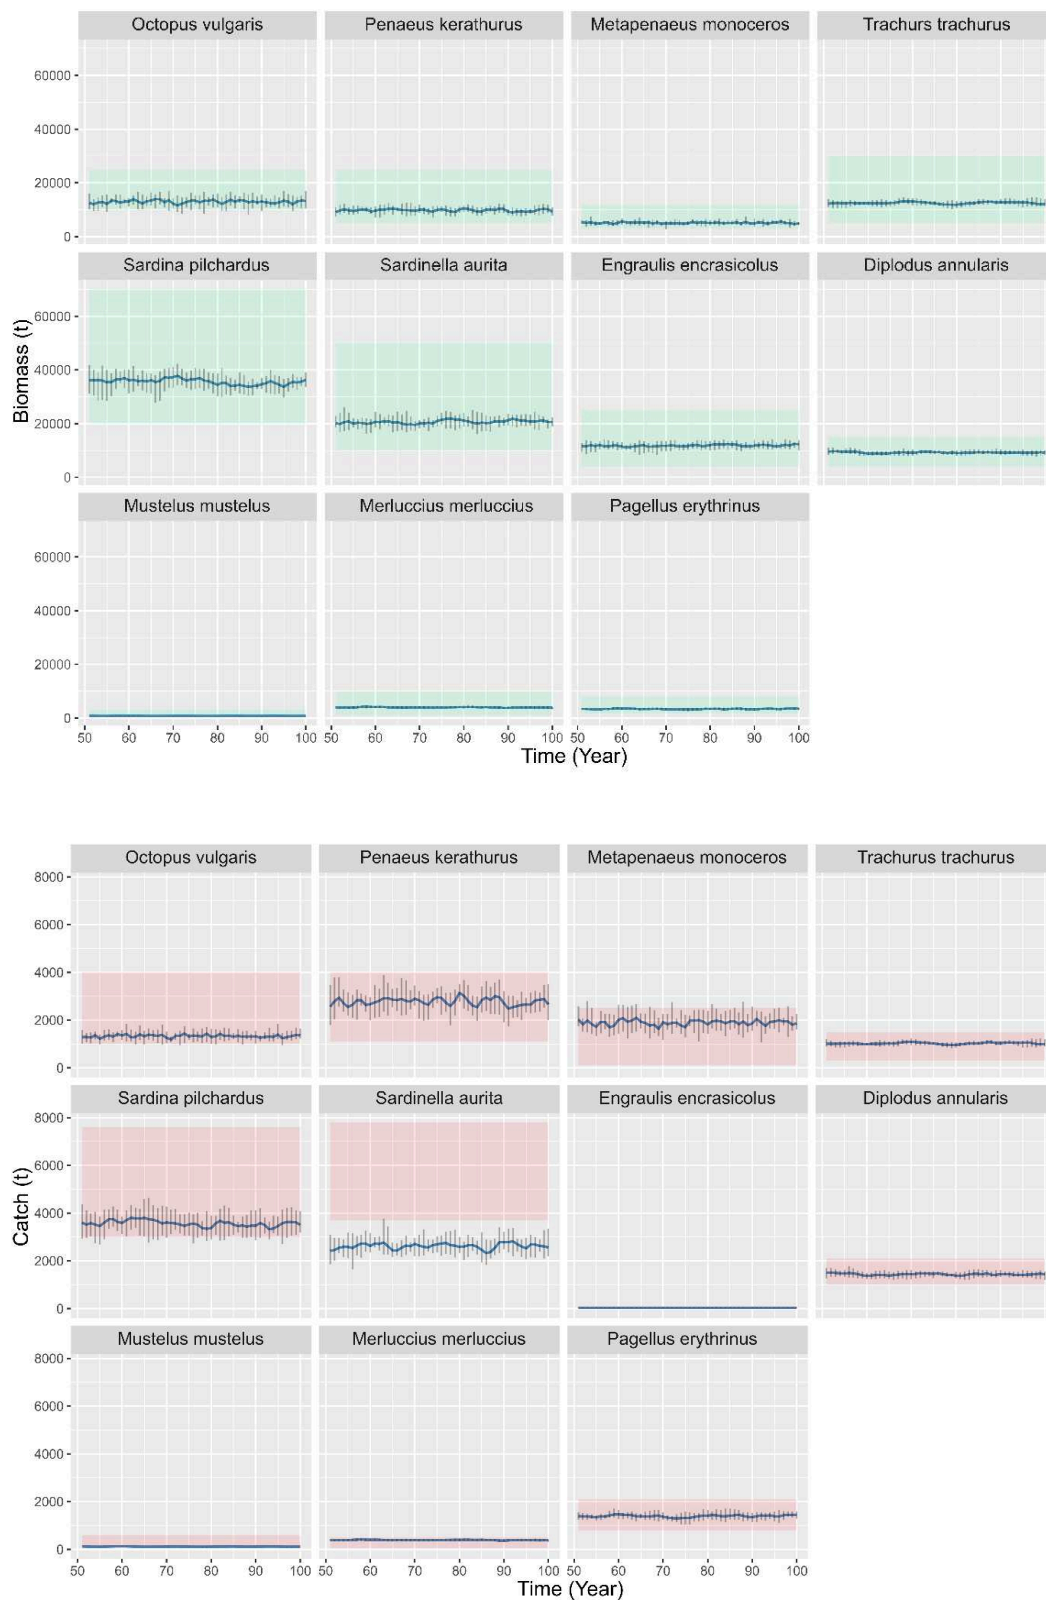 Octopus vulgaris Penaeus kerathurus Metapenaeus monoceros Trachurs trachurus
60000
40000
20000
0
Sardina pilchardus Sardinella aurita Engraulis encrasicolus Diplodus annularis
60000
40000
20000
0
Biomass (t)
Mustelus mustelus Merluccius merluccius Pagellus erythrinus
60000
40000
20000
0
50 60 70 80 90 100 50 60 70 80 90 100 50 60 70 80 90 100
Time (Year)
Octopus vulgaris Penaeus kerathurus Metapenaeus monoceros Trachurus trachurus
8000
6000
4000
2000
0
Sardina pilchardus Sardinella aurita Engraulis encrasicolus Diplodus annularis
8000
6000
4000
2000
0
Catch (t)
Mustelus mustelus Merluccius merluccius Pagellus erythrinus
8000
6000
4000
2000
0
50 60 70 80 90 100 50 60 70 80 90 100 50 60 70 80 90 100
Time (Year)